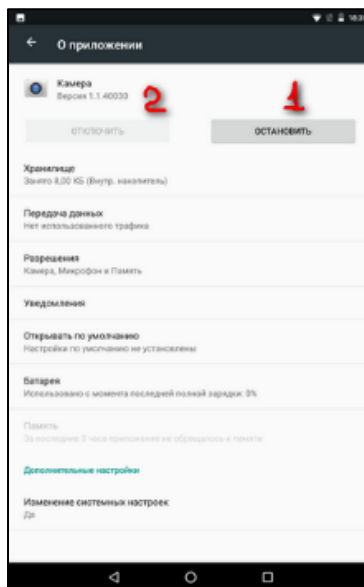 18:3
О приложении
Камера
Версия 1.1.40030
2
1
ОТКЛЮЧИТЬ
ОСТАНОВИТЬ
Хранилище
Занято 8,00 КБ (Внутр. накопитель)
Передача данных
Нет использованного трафика
Разрешения
Камера, Микрофон и Память
Уведомления
Открывать по умолчанию
Настройки по умолчанию не установлены
Батарея
Использовано с момента последней полной зарядки: 0%
Память
За последние 3 часа приложение не обращалось к памяти
Дополнительные настройки
Изменение системных настроек
Да